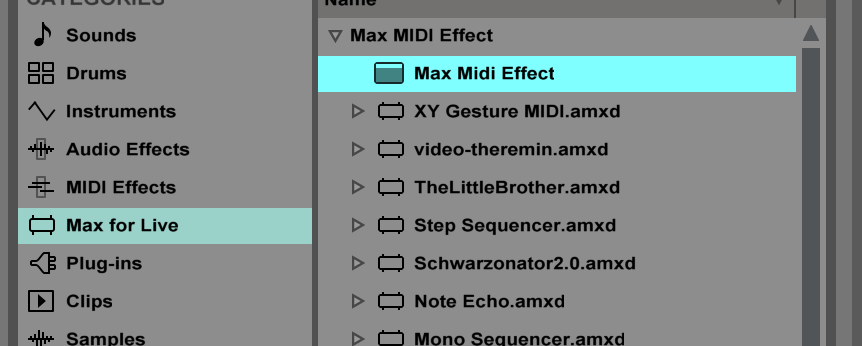 CATEGORIES
Sounds
Drums
Instruments
Audio Effects
MIDI Effects
Max for Live
Plug-ins
Clips
Samples
Name
Max MIDI Effect
Max Midi Effect
XY Gesture MIDI.amxd
video-theremin.amxd
TheLittleBrother.amxd
Step Sequencer.amxd
Schwarzonator2.0.amxd
Note Echo.amxd
Mono Sequencer.amxd